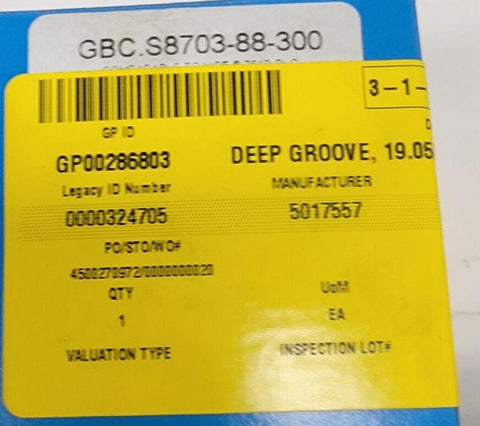 GBC.S8703-88-300
3-1-
GP ID
D
GP00286803
DEEP GROOVE, 19.05
Legacy ID Number
MANUFACTURER
0000324705
5017557
PO/STO/WO#
4500270972/0000000020
QTY
UoM
1
EA
VALUATION TYPE
INSPECTION LOT#